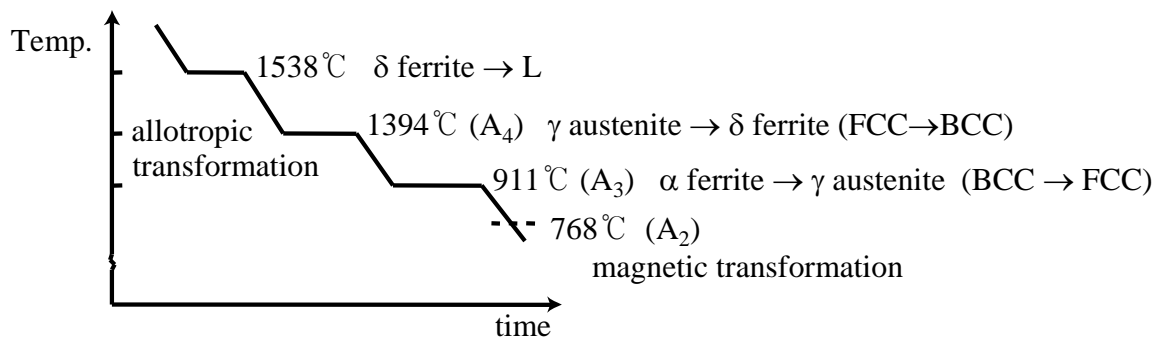 Temp.
1538℃ δ ferrite → L
allotropic
transformation
1394℃ (A₄) γ austenite → δ ferrite (FCC→BCC)
911℃ (A₃) α ferrite → γ austenite (BCC → FCC)
768℃ (A₂)
magnetic transformation
time